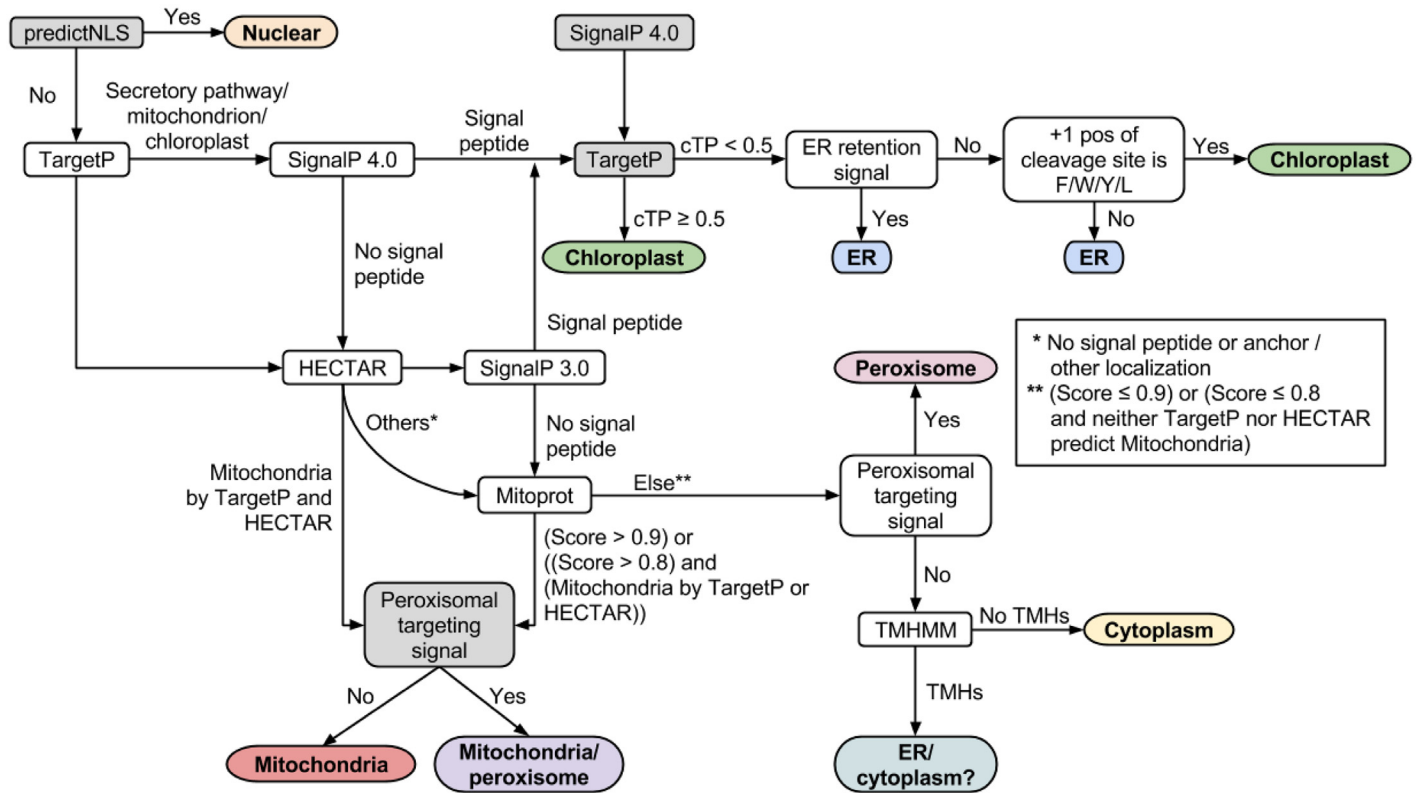 predictNLS
Yes
Nuclear
SignalP 4.0
No
Secretory pathway/
mitochondrion/
chloroplast
TargetP
SignalP 4.0
Signal
peptide
TargetP
cTP < 0.5
ER retention
signal
No
+1 pos of
cleavage site is
F/W/Y/L
Yes
Chloroplast
cTP ≥ 0.5
Chloroplast
Yes
ER
No
ER
No signal
peptide
Signal peptide
HECTAR
SignalP 3.0
Peroxisome
* No signal peptide or anchor /
other localization
** (Score ≤ 0.9) or (Score ≤ 0.8
and neither TargetP nor HECTAR
predict Mitochondria)
Others*
No signal
peptide
Yes
Mitochondria
by TargetP and
HECTAR
Mitoprot
Else**
Peroxisomal
targeting
signal
(Score > 0.9) or
((Score > 0.8) and
(Mitochondria by TargetP or
HECTAR))
No
Peroxisomal
targeting
signal
TMHMM
No TMHs
Cytoplasm
No
Yes
TMHs
Mitochondria
Mitochondria/
peroxisome
ER/
cytoplasm?